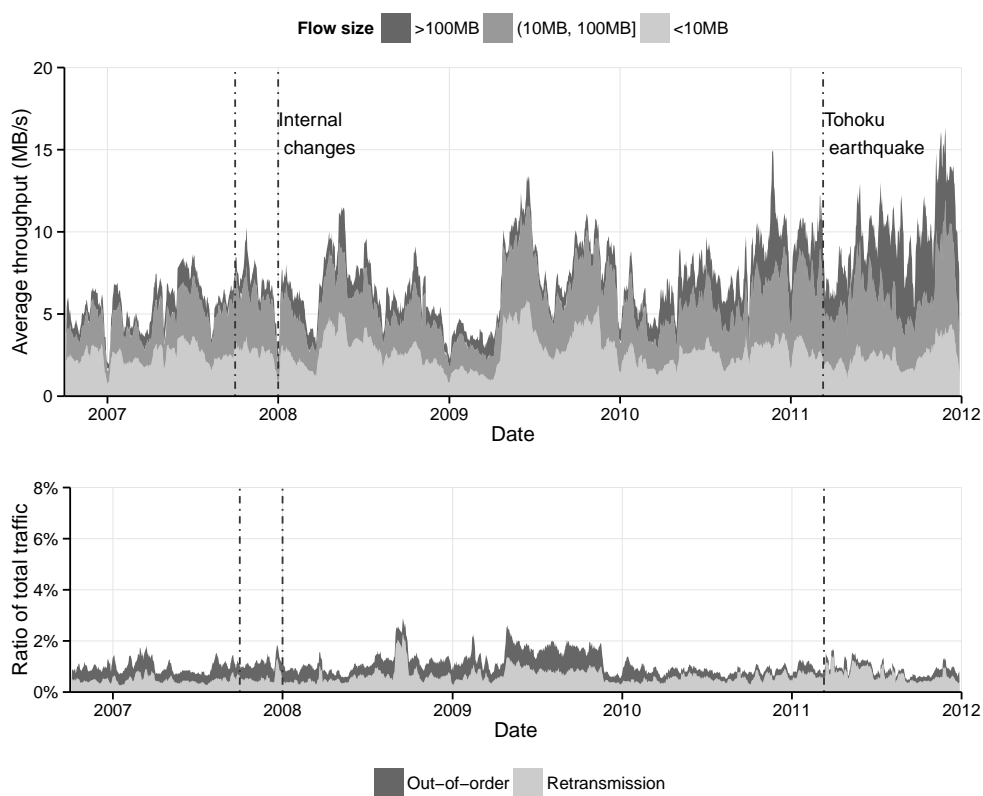 Flow size >100MB (10MB, 100MB] <10MB
Average throughput (MB/s)
20
15
10
5
0
Internal
changes
Tohoku
earthquake
2007 2008 2009 2010 2011 2012
Date
Ratio of total traffic
8%
6%
4%
2%
0%
2007 2008 2009 2010 2011 2012
Date
Out−of−order Retransmission